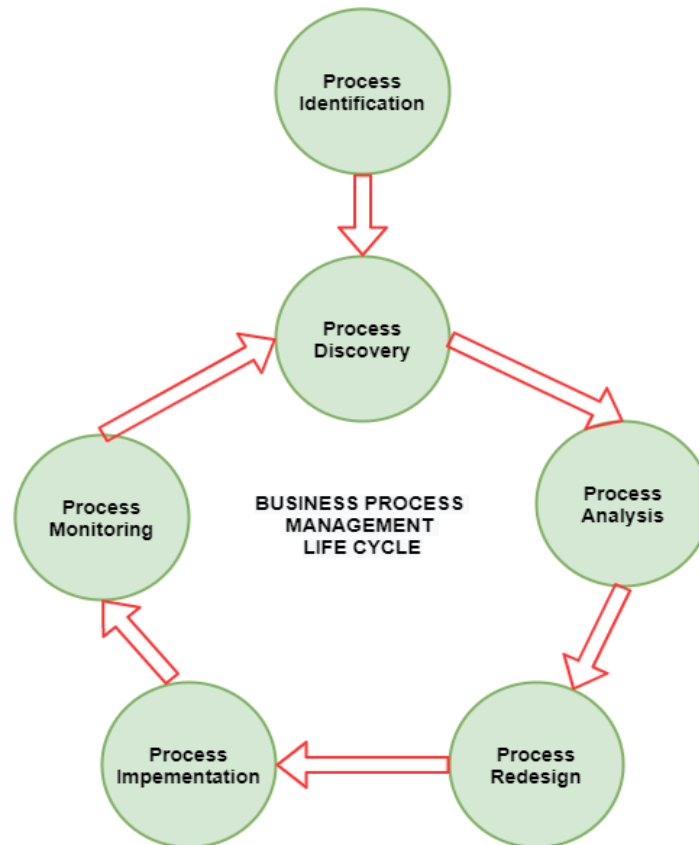 Process
Identification
Process
Discovery
Process
Analysis
Process
Redesign
Process
Impementation
Process
Monitoring
BUSINESS PROCESS
MANAGEMENT
LIFE CYCLE